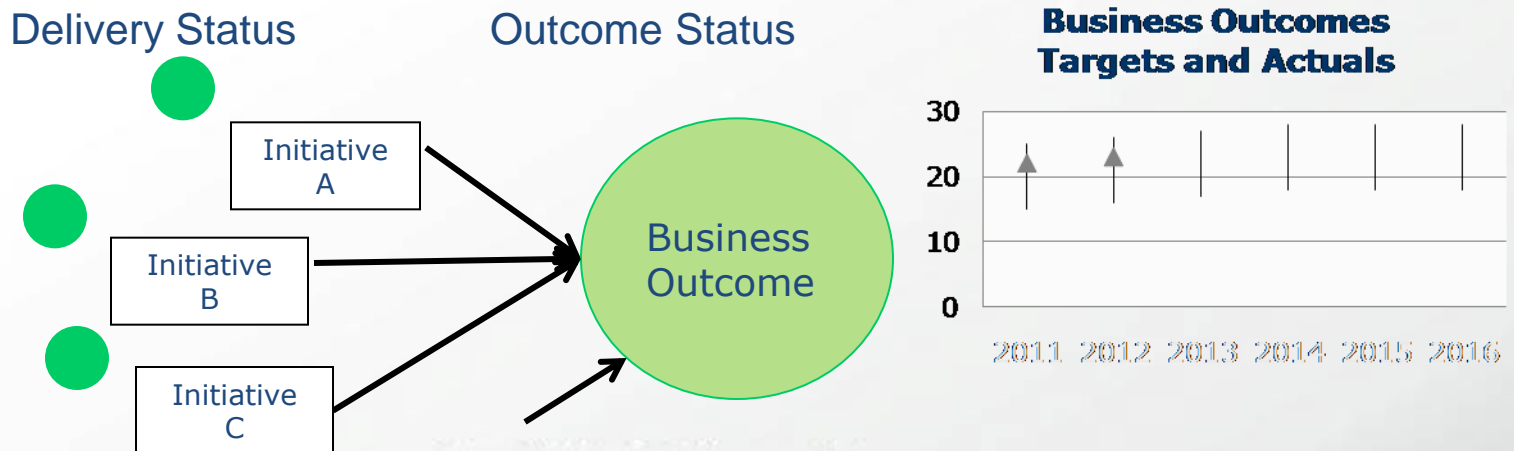 Delivery Status
Outcome Status
Business Outcomes
Targets and Actuals
Initiative
A
Initiative
B
Initiative
C
Business
Outcome
30
20
10
0
2011 2012 2013 2014 2015 2016